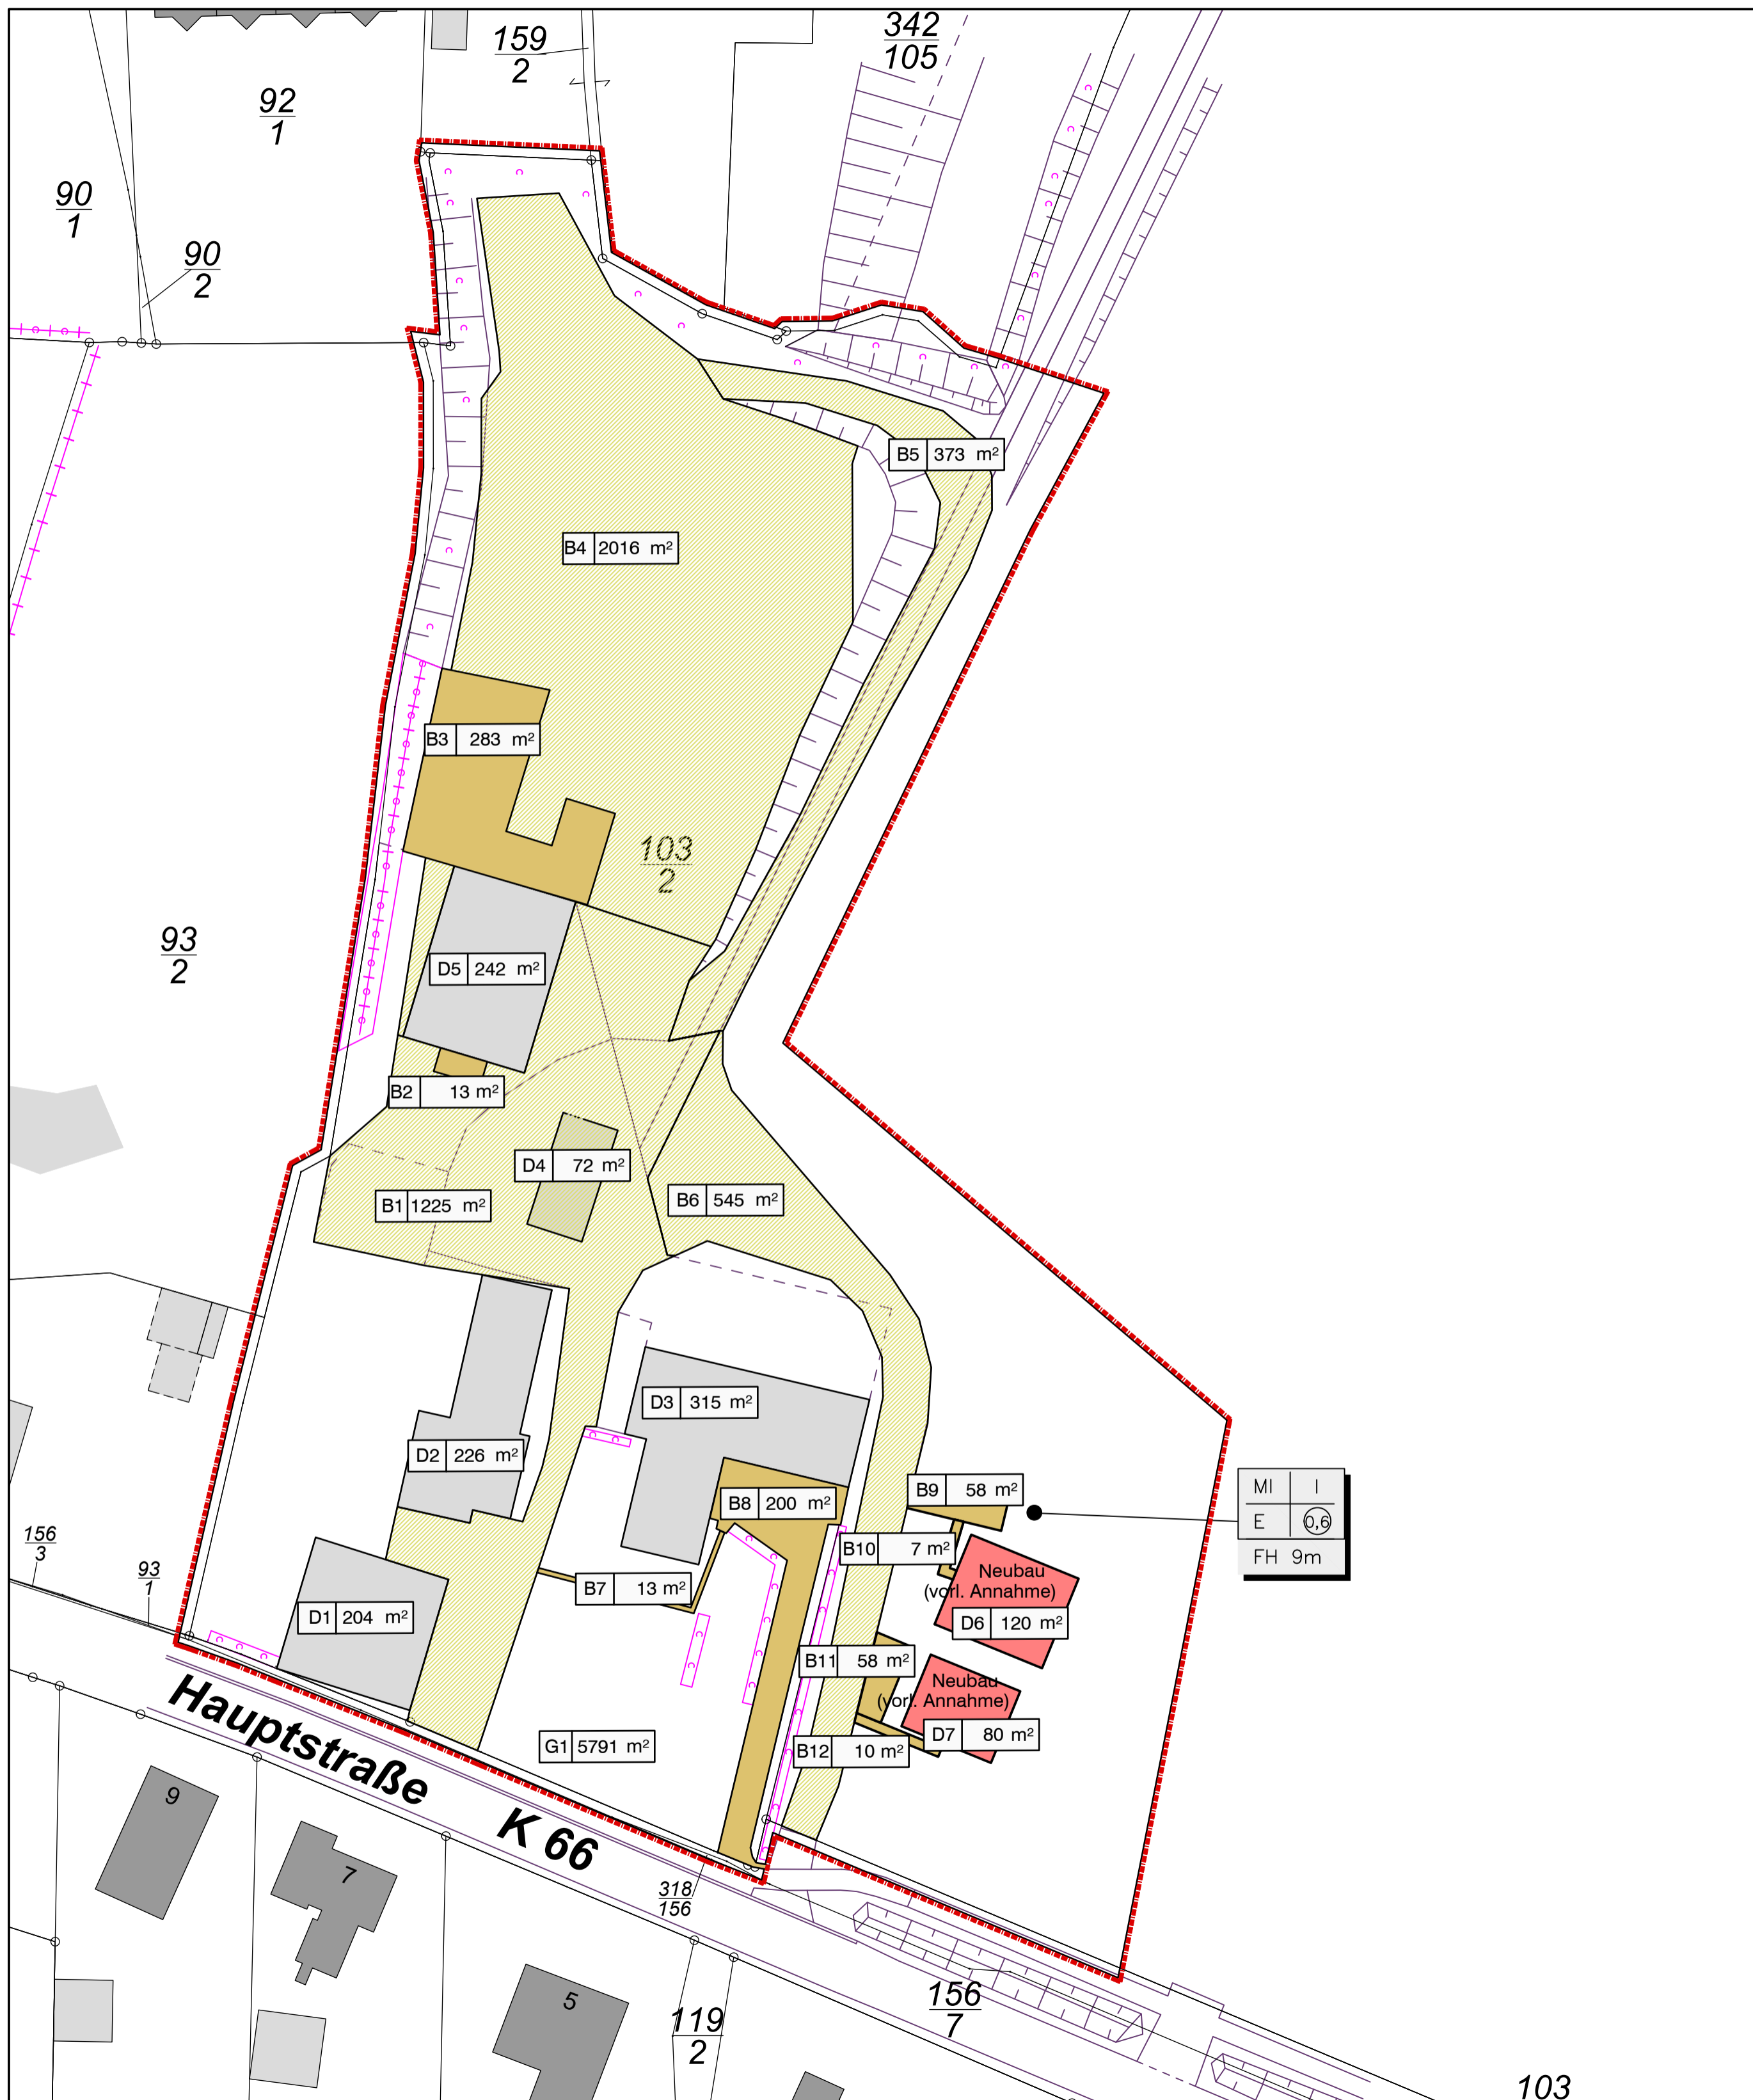 159
2
342
105
92
1
90
1
90
2
B5 373 m²
B4 2016 m²
B3 283 m²
103
2
93
2
D5 242 m²
B2 13 m²
D4 72 m²
B1 1225 m²
B6 545 m²
D3 315 m²
D2 226 m²
B9 58 m²
B8 200 m²
MI I
E 0,6
FH 9m
156
3
93
1
B10 7 m²
Neubau
(vorl. Annahme)
B7 13 m²
D1 204 m²
D6 120 m²
B11 58 m²
Neubau
(vorl. Annahme)
Hauptstraße K 66
G1 5791 m²
D7 80 m²
B12 10 m²
9
7
318
156
5
156
7
119
2
103